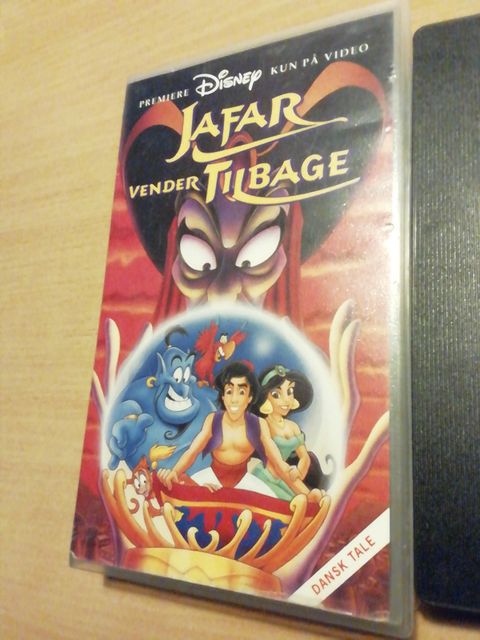 PREMIERE Disney KUN PÅ VIDEO
JAFAR
VENDER TILBAGE
DANSK TALE